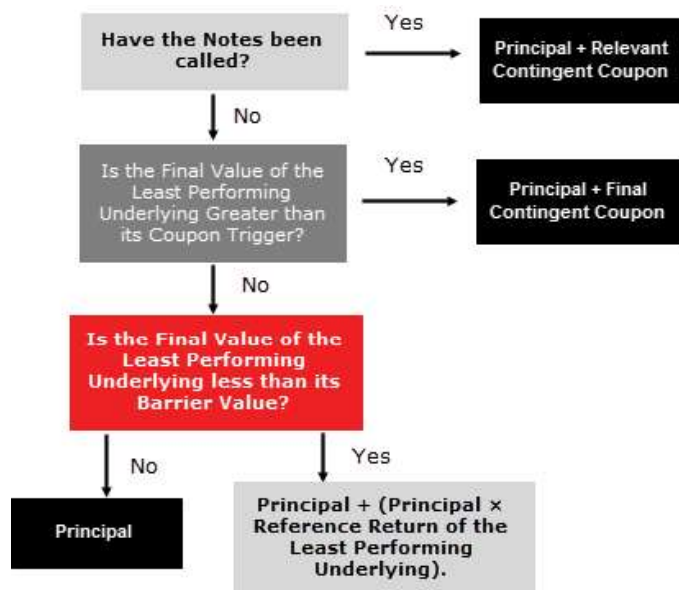 Have the Notes been
called?
Yes
Principal + Relevant
Contingent Coupon
No
Is the Final Value of the
Least Performing
Underlying Greater than
its Coupon Trigger?
Yes
Principal + Final
Contingent Coupon
No
Is the Final Value of the
Least Performing
Underlying less than its
Barrier Value?
No
Yes
Principal
Principal + (Principal ×
Reference Return of the
Least Performing
Underlying).